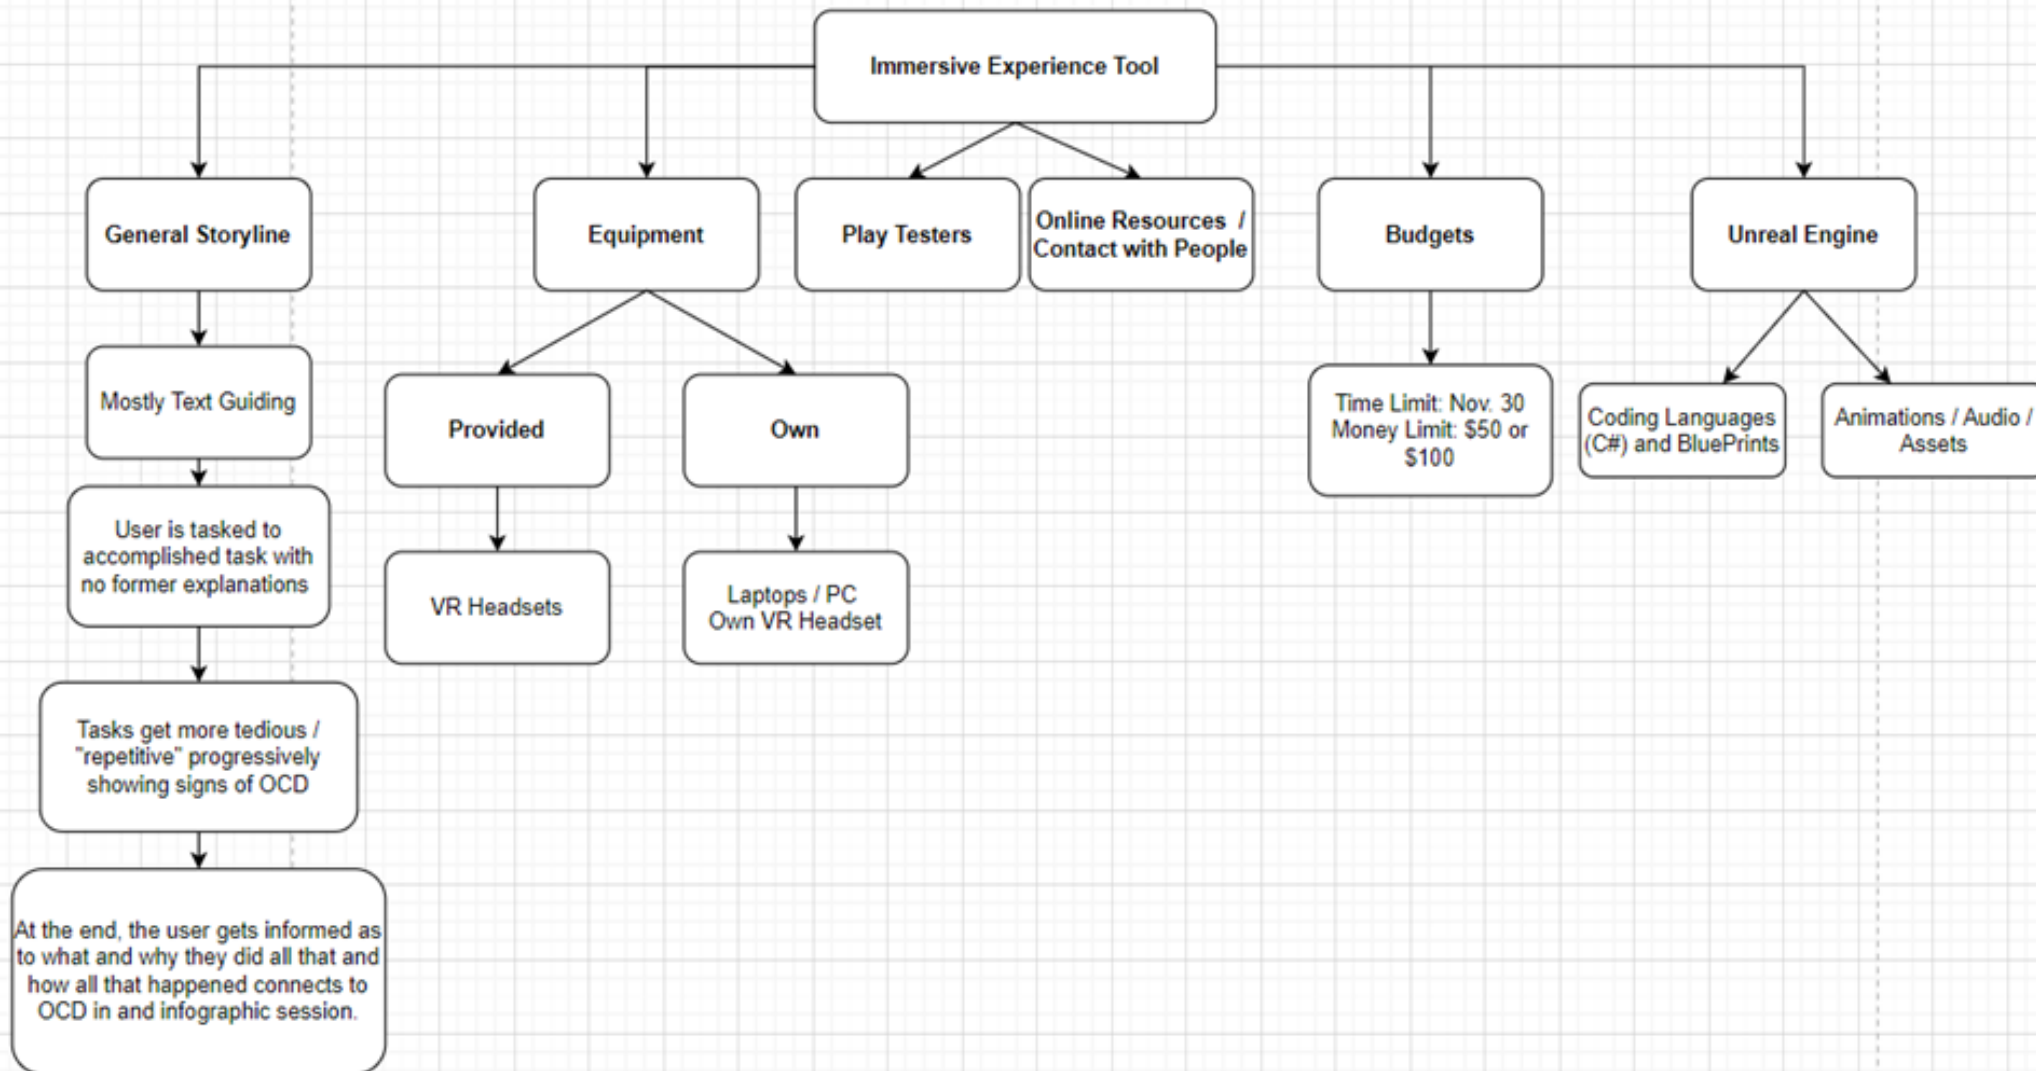 Immersive Experience Tool
General Storyline
Equipment
Play Testers
Online Resources /
Contact with People
Budgets
Unreal Engine
Mostly Text Guiding
Provided
Own
Time Limit: Nov. 30
Money Limit: $50 or
$100
Coding Languages
(C#) and BluePrints
Animations / Audio /
Assets
User is tasked to
accomplished task with
no former explanations
VR Headsets
Laptops / PC
Own VR Headset
Tasks get more tedious /
"repetitive" progressively
showing signs of OCD
At the end, the user gets informed as
to what and why they did all that and
how all that happened connects to
OCD in and infographic session.